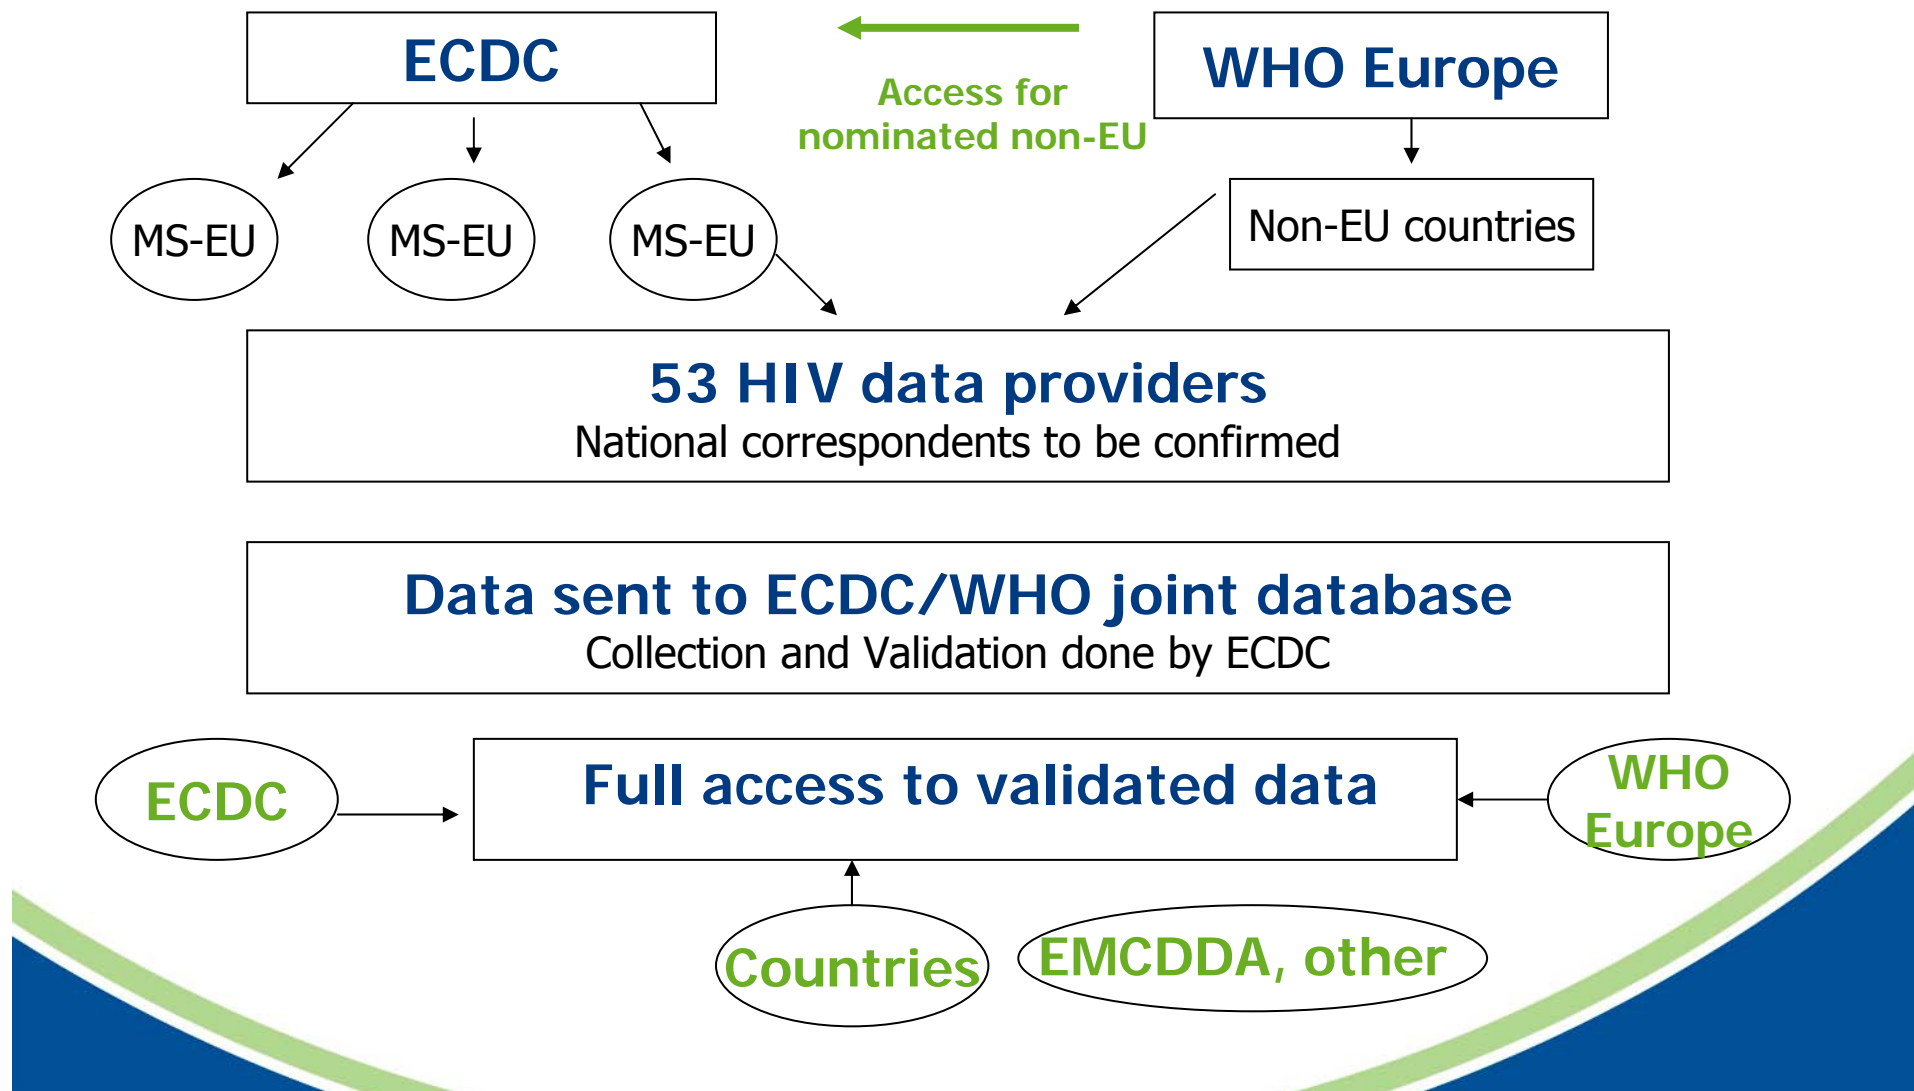 ECDC
WHO Europe
Access for
nominated non-EU
MS-EU
MS-EU
MS-EU
Non-EU countries
53 HIV data providers
National correspondents to be confirmed
Data sent to ECDC/WHO joint database
Collection and Validation done by ECDC
ECDC
Full access to validated data
WHO
Europe
Countries
EMCDDA, other